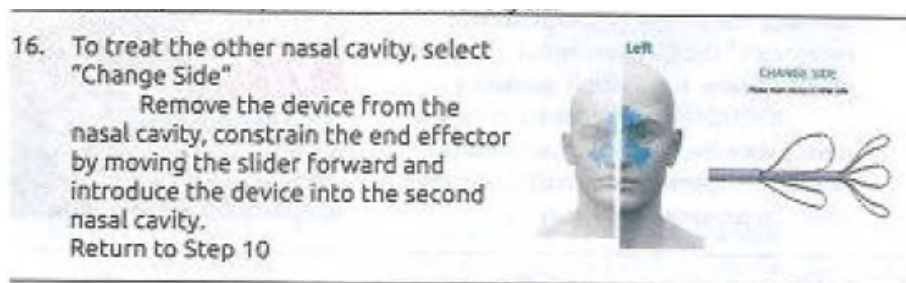 16. To treat the other nasal cavity, select
"Change Side"
Remove the device from the
nasal cavity, constrain the end effector
by moving the slider forward and
introduce the device into the second
nasal cavity.
Return to Step 10
Left
CHANGE SIDE